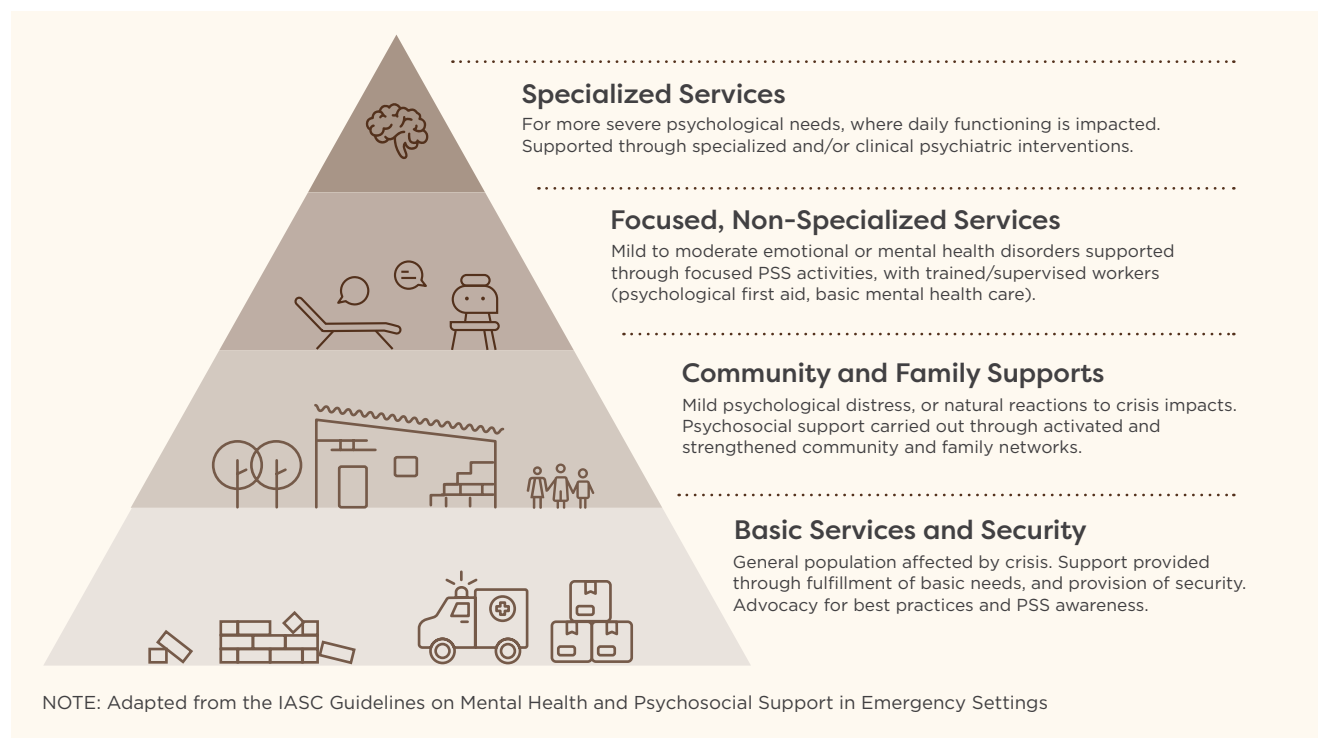 Specialized Services
For more severe psychological needs, where daily functioning is impacted.
Supported through specialized and/or clinical psychiatric interventions.
Focused, Non-Specialized Services
Mild to moderate emotional or mental health disorders supported
through focused PSS activities, with trained/supervised workers
(psychological first aid, basic mental health care).
Community and Family Supports
Mild psychological distress, or natural reactions to crisis impacts.
Psychosocial support carried out through activated and
strengthened community and family networks.
Basic Services and Security
General population affected by crisis. Support provided
through fulfillment of basic needs, and provision of security.
Advocacy for best practices and PSS awareness.
NOTE: Adapted from the IASC Guidelines on Mental Health and Psychosocial Support in Emergency Settings